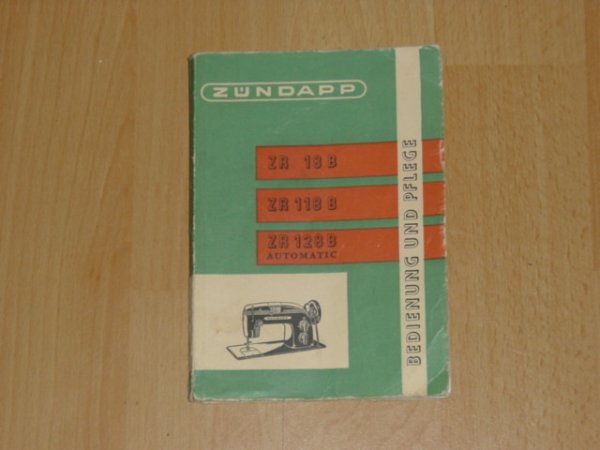 ZÜNDAPP
ZR 18 B
ZR 118 B
ZR 128 B
AUTOMATIC
BEDIENUNG UND PFLEGE